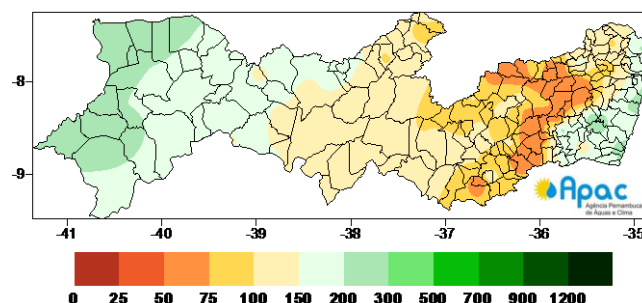 -8
-9
Apac
Agência Pernambucana
de Águas e Clima
-41 -40 -39 -38 -37 -36 -35
0 25 50 75 100 150 200 300 500 700 900 1200